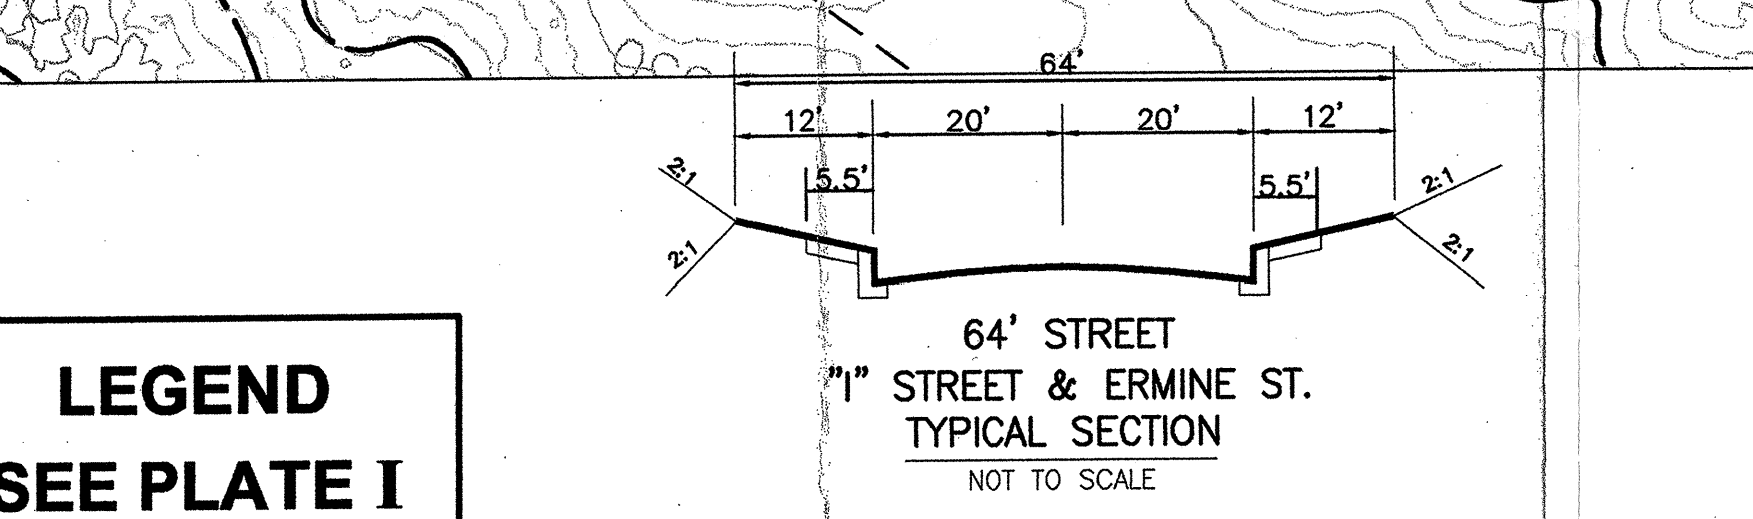 64'
12' 20' 20' 12'
2:1 5.5' 5.5' 2:1
2:1 2:1
64' STREET
"I" STREET & ERMINE ST.
TYPICAL SECTION
NOT TO SCALE
LEGEND
SEE PLATE I